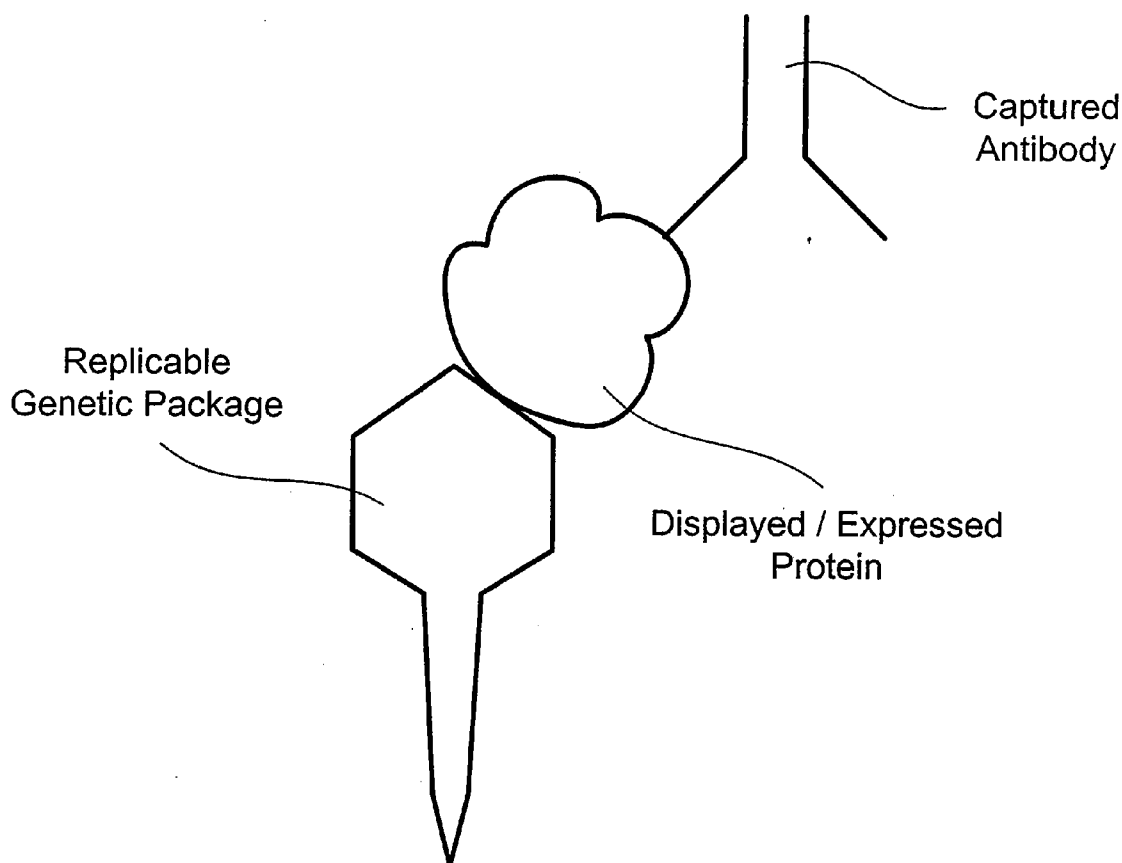 Captured
Antibody
Replicable
Genetic Package
Displayed / Expressed
Protein